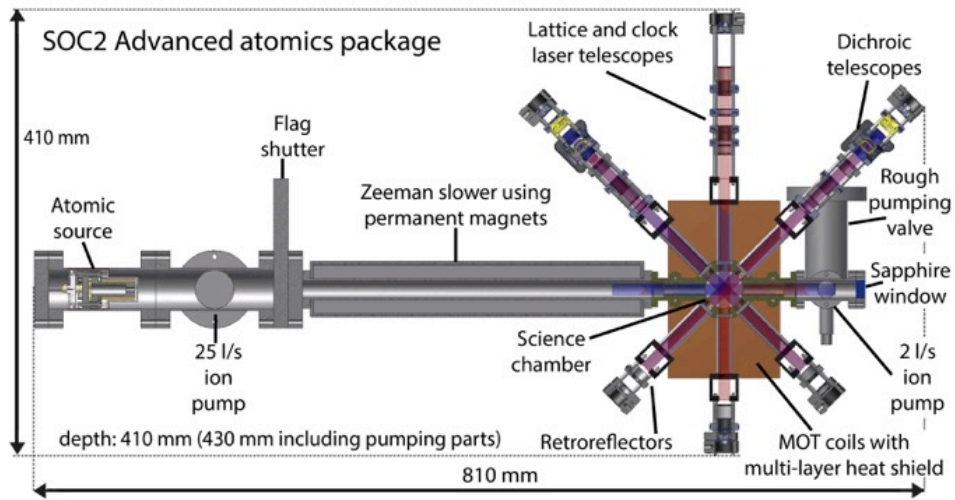 SOC2 Advanced atomics package
Lattice and clock
laser telescopes
Dichroic
telescopes
410 mm
Flag
shutter
Atomic
source
Zeeman slower using
permanent magnets
Rough
pumping
valve
Sapphire
window
Science
chamber
25 l/s
ion
pump
2 l/s
ion
pump
depth: 410 mm (430 mm including pumping parts)
Retroreflectors
MOT coils with
multi-layer heat shield
810 mm